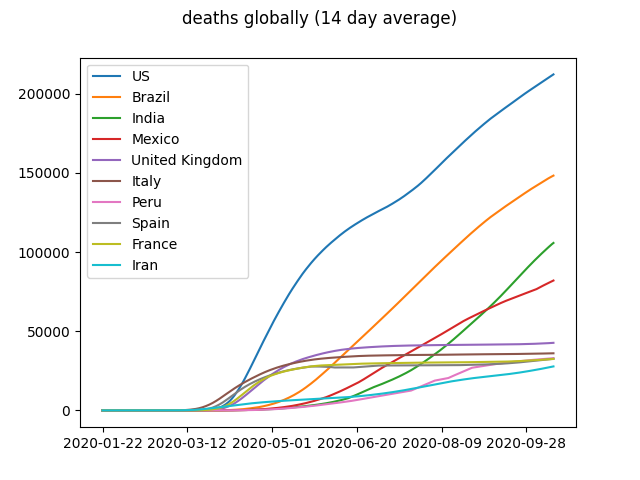 deaths globally (14 day average)
200000
150000
100000
50000
0
US
Brazil
India
Mexico
United Kingdom
Italy
Peru
Spain
France
Iran
2020-01-22 2020-03-12 2020-05-01 2020-06-20 2020-08-09 2020-09-28